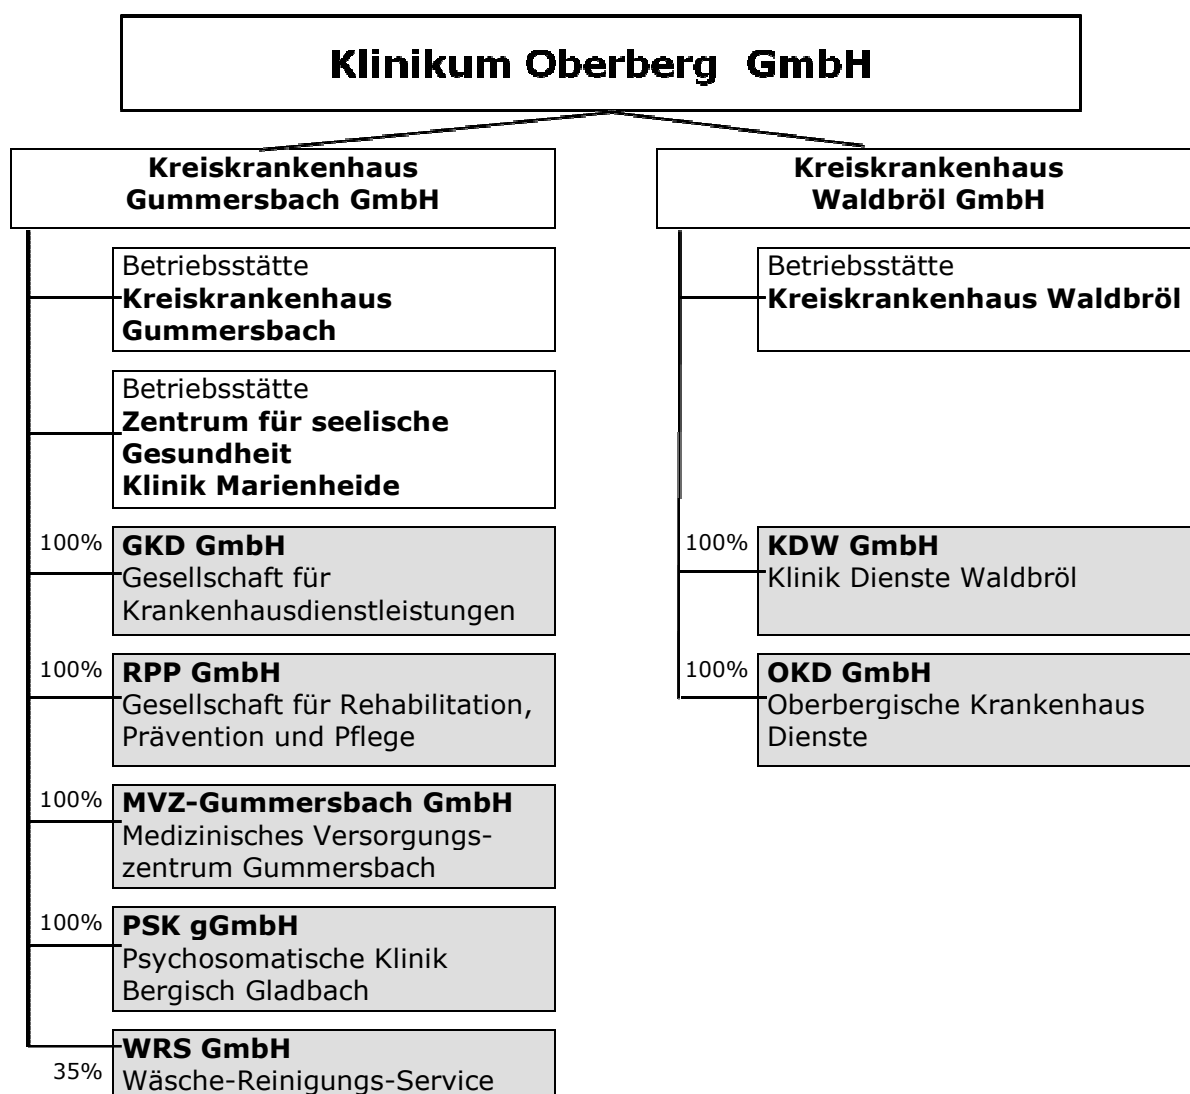 Klinikum Oberberg GmbH
Kreiskrankenhaus
Gummersbach GmbH
Betriebsstätte
Kreiskrankenhaus
Gummersbach
Betriebsstätte
Zentrum für seelische
Gesundheit
Klinik Marienheide
100%
GKD GmbH
Gesellschaft für
Krankenhausdienstleistungen
100%
RPP GmbH
Gesellschaft für Rehabilitation,
Prävention und Pflege
100%
MVZ-Gummersbach GmbH
Medizinisches Versorgungs-
zentrum Gummersbach
100%
PSK gGmbH
Psychosomatische Klinik
Bergisch Gladbach
WRS GmbH
35%
Wäsche-Reinigungs-Service
Kreiskrankenhaus
Waldbröl GmbH
Betriebsstätte
Kreiskrankenhaus Waldbröl
100%
KDW GmbH
Klinik Dienste Waldbröl
100%
OKD GmbH
Oberbergische Krankenhaus
Dienste